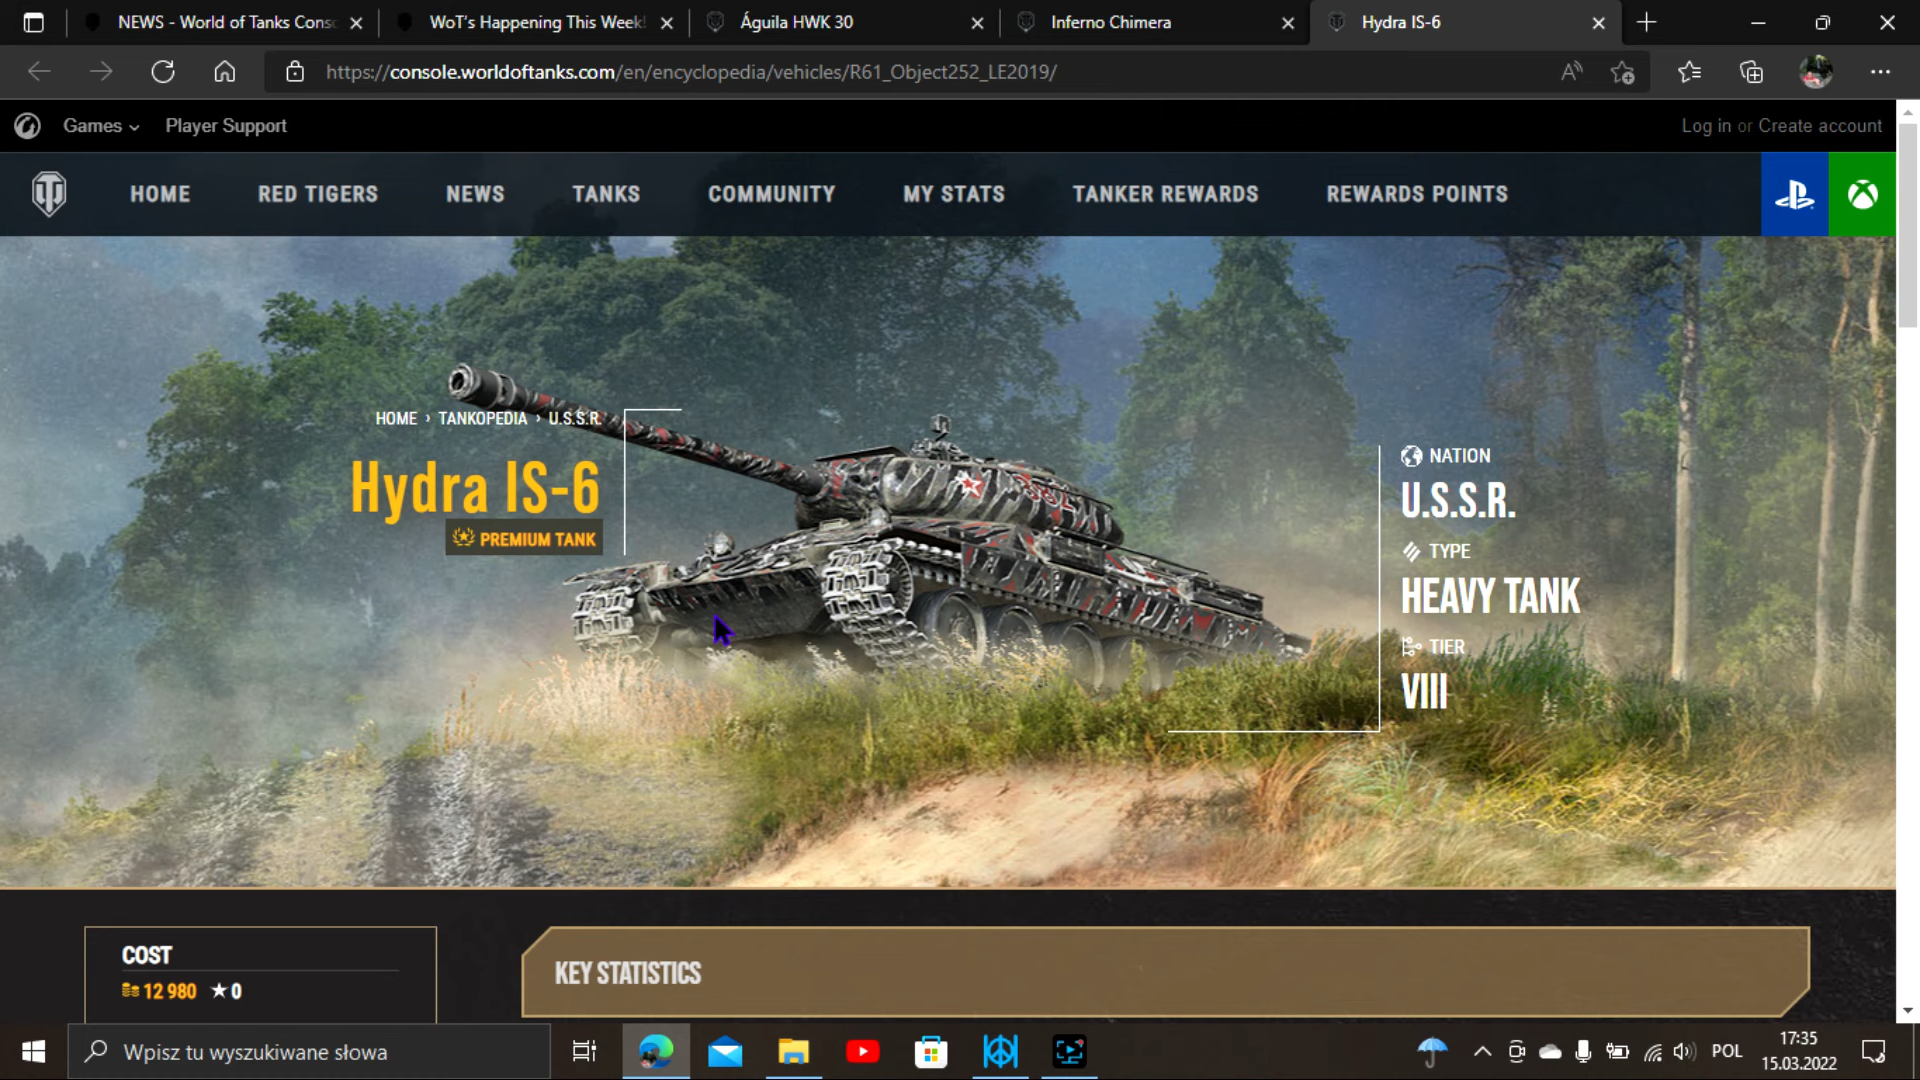 NEWS - World of Tanks Conso
WoT's Happening This Week!
Águila HWK 30
Inferno Chimera
Hydra IS-6
https://console.worldoftanks.com/en/encyclopedia/vehicles/R61_Object252_LE2019/
Games
Player Support
Log in or Create account
HOME
RED TIGERS
NEWS
TANKS
COMMUNITY
MY STATS
TANKER REWARDS
REWARDS POINTS
HOME › TANKOPEDIA › U.S.S.R.
Hydra IS-6
PREMIUM TANK
NATION
U.S.S.R.
TYPE
HEAVY TANK
TIER
VIII
COST
12 980 ★ 0
KEY STATISTICS
Wpisz tu wyszukiwane słowa
POL
17:35
15.03.2022